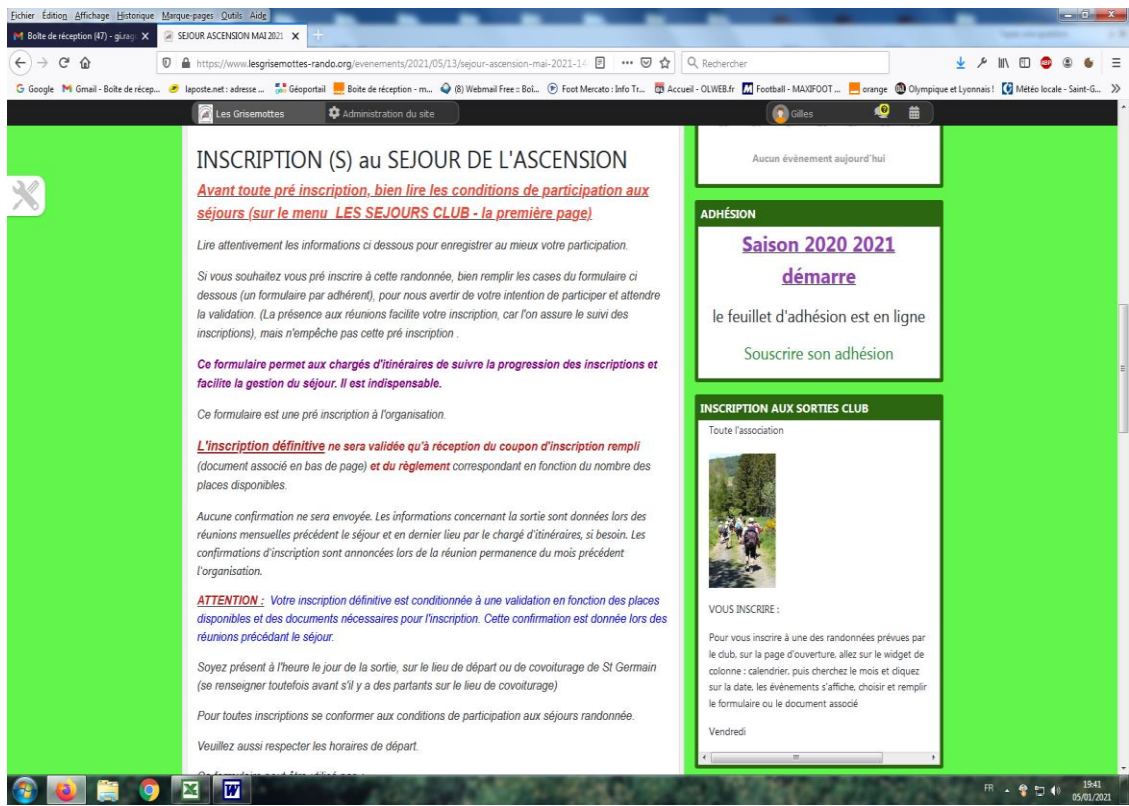 Fichier Édition Affichage Historique Marque-pages Outils Aide
Boîte de réception (47) - gi.rag
SEJOUR ASCENSION MAI 2021
https://www.lesgrisemottes-rando.org/evenements/2021/05/13/sejour-ascension-mai-2021-14
Rechercher
Google
Gmail - Boîte de récep...
laposte.net : adresse ...
Géoportail
Boite de réception - m...
(8) Webmail Free :: Boî...
Foot Mercato : Info Tr...
Accueil - OLWEB.fr
Football - MAXIFOOT ...
orange
Olympique et Lyonnais !
Météo locale - Saint-G...
Les Grisemottes
Administration du site
Gilles
INSCRIPTION (S) au SEJOUR DE L'ASCENSION
Avant toute pré inscription, bien lire les conditions de participation aux
séjours (sur le menu LES SEJOURS CLUB - la première page)
Lire attentivement les informations ci dessous pour enregistrer au mieux votre participation.
Si vous souhaitez vous pré inscrire à cette randonnée, bien remplir les cases du formulaire ci
dessous (un formulaire par adhérent), pour nous avertir de votre intention de participer et attendre
la validation. (La présence aux réunions facilite votre inscription, car l'on assure le suivi des
inscriptions), mais n'empêche pas cette pré inscription .
Ce formulaire permet aux chargés d'itinéraires de suivre la progression des inscriptions et
facilite la gestion du séjour. Il est indispensable.
Ce formulaire est une pré inscription à l'organisation.
L'inscription définitive ne sera validée qu'à réception du coupon d'inscription rempli
(document associé en bas de page) et du règlement correspondant en fonction du nombre des
places disponibles.
Aucune confirmation ne sera envoyée. Les informations concernant la sortie sont données lors des
réunions mensuelles précédent le séjour et en dernier lieu par le chargé d'itinéraires, si besoin. Les
confirmations d'inscription sont annoncées lors de la réunion permanence du mois précédent
l'organisation.
ATTENTION : Votre inscription définitive est conditionnée à une validation en fonction des places
disponibles et des documents nécessaires pour l'inscription. Cette confirmation est donnée lors des
réunions précédant le séjour.
Soyez présent à l'heure le jour de la sortie, sur le lieu de départ ou de covoiturage de St Germain
(se renseigner toutefois avant s'il y a des partants sur le lieu de covoiturage)
Pour toutes inscriptions se conformer aux conditions de participation aux séjours randonnée.
Veuillez aussi respecter les horaires de départ.
Aucun évènement aujourd'hui
ADHÉSION
Saison 2020 2021
démarre
le feuillet d'adhésion est en ligne
Souscrire son adhésion
INSCRIPTION AUX SORTIES CLUB
Toute l'association
VOUS INSCRIRE :
Pour vous inscrire à une des randonnées prévues par
le club, sur la page d'ouverture, allez sur le widget de
colonne : calendrier, puis cherchez le mois et cliquez
sur la date, les évènements s'affiche, choisir et remplir
le formulaire ou le document associé
Vendredi
FR
19:41
05/01/2021